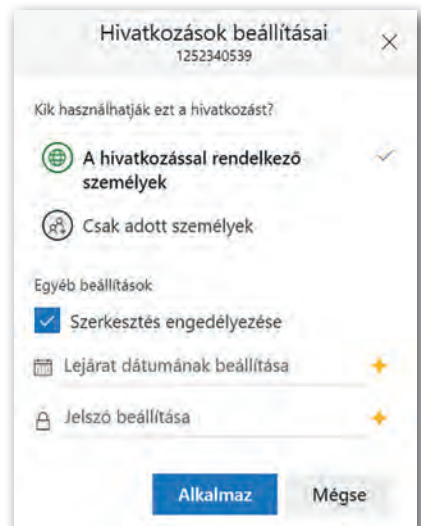 Hivatkozások beállításai
1252340539
Kik használhatják ezt a hivatkozást?
A hivatkozással rendelkező
személyek
Csak adott személyek
Egyéb beállítások
Szerkesztés engedélyezése
Lejárat dátumának beállítása
Jelszó beállítása
Alkalmaz Mégse